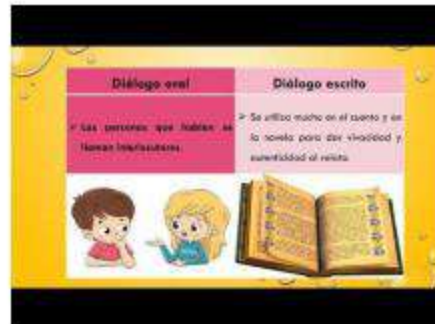 Diálogo oral
Diálogo escrito
➢ Las personas que hablan se
llaman interlocutores.
➢ Se utiliza mucho en el cuento y en
la novela para dar vivacidad y
autenticidad al relato.